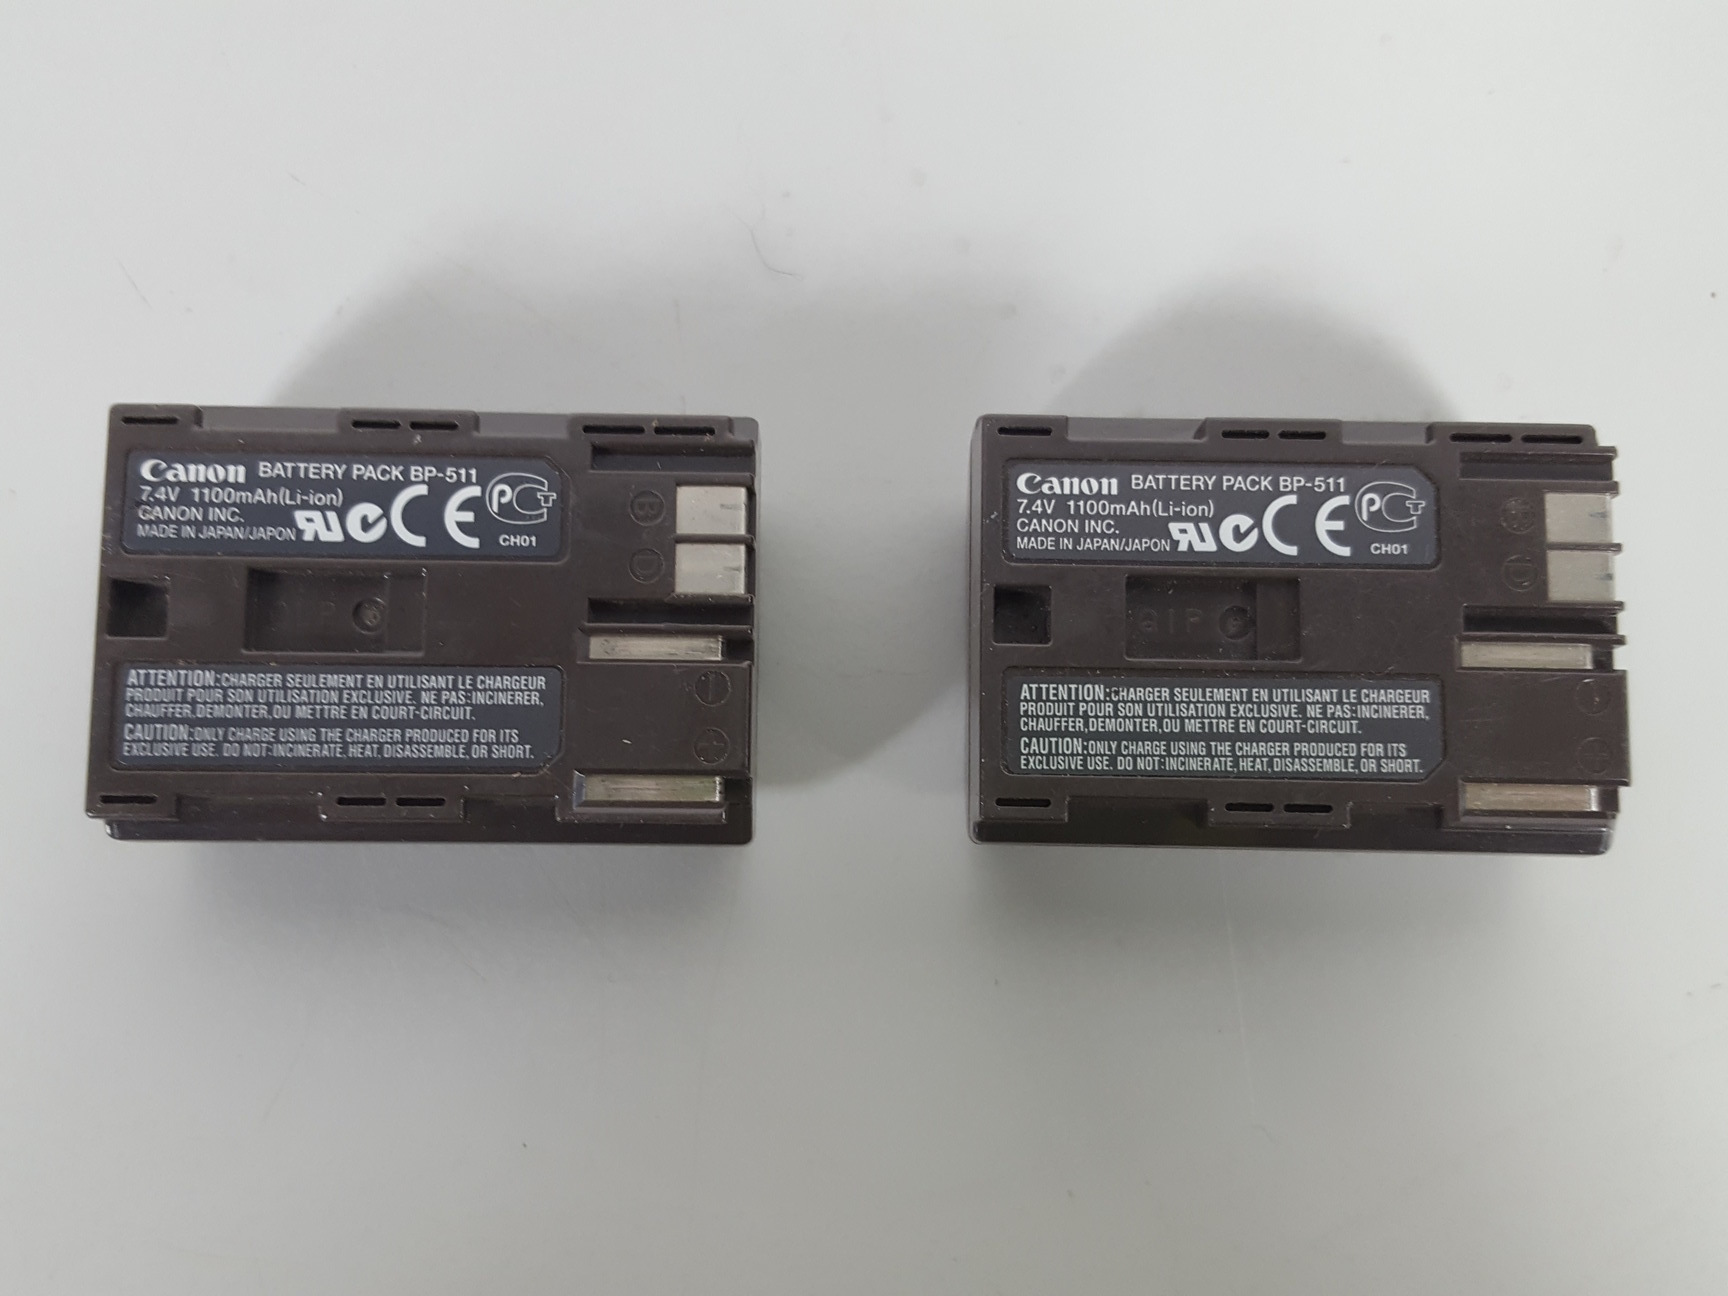 Canon BATTERY PACK BP-511
7.4V 1100mAh(Li-ion)
CANON INC.
MADE IN JAPAN/JAPON
CE
CH01
ATTENTION:CHARGER SEULEMENT EN UTILISANT LE CHARGEUR
PRODUIT POUR SON UTILISATION EXCLUSIVE. NE PAS:INCINERER,
CHAUFFER,DEMONTER,OU METTRE EN COURT-CIRCUIT.
CAUTION:ONLY CHARGE USING THE CHARGER PRODUCED FOR ITS
EXCLUSIVE USE. DO NOT:INCINERATE, HEAT, DISASSEMBLE, OR SHORT.
B
D
Canon BATTERY PACK BP-511
7.4V 1100mAh(Li-ion)
CANON INC.
MADE IN JAPAN/JAPON
CE
CH01
ATTENTION:CHARGER SEULEMENT EN UTILISANT LE CHARGEUR
PRODUIT POUR SON UTILISATION EXCLUSIVE. NE PAS:INCINERER,
CHAUFFER,DEMONTER,OU METTRE EN COURT-CIRCUIT.
CAUTION:ONLY CHARGE USING THE CHARGER PRODUCED FOR ITS
EXCLUSIVE USE. DO NOT:INCINERATE, HEAT, DISASSEMBLE, OR SHORT.
D